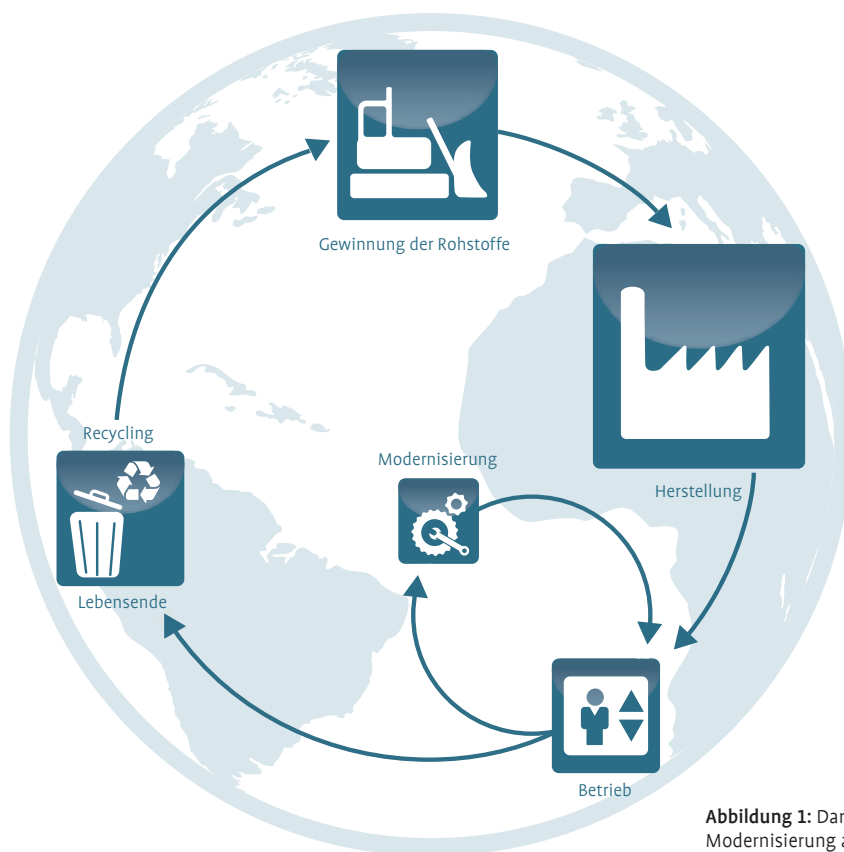 Gewinnung der Rohstoffe
Herstellung
Recycling
Modernisierung
Lebensende
Betrieb
Abbildung 1:
Modernisierung